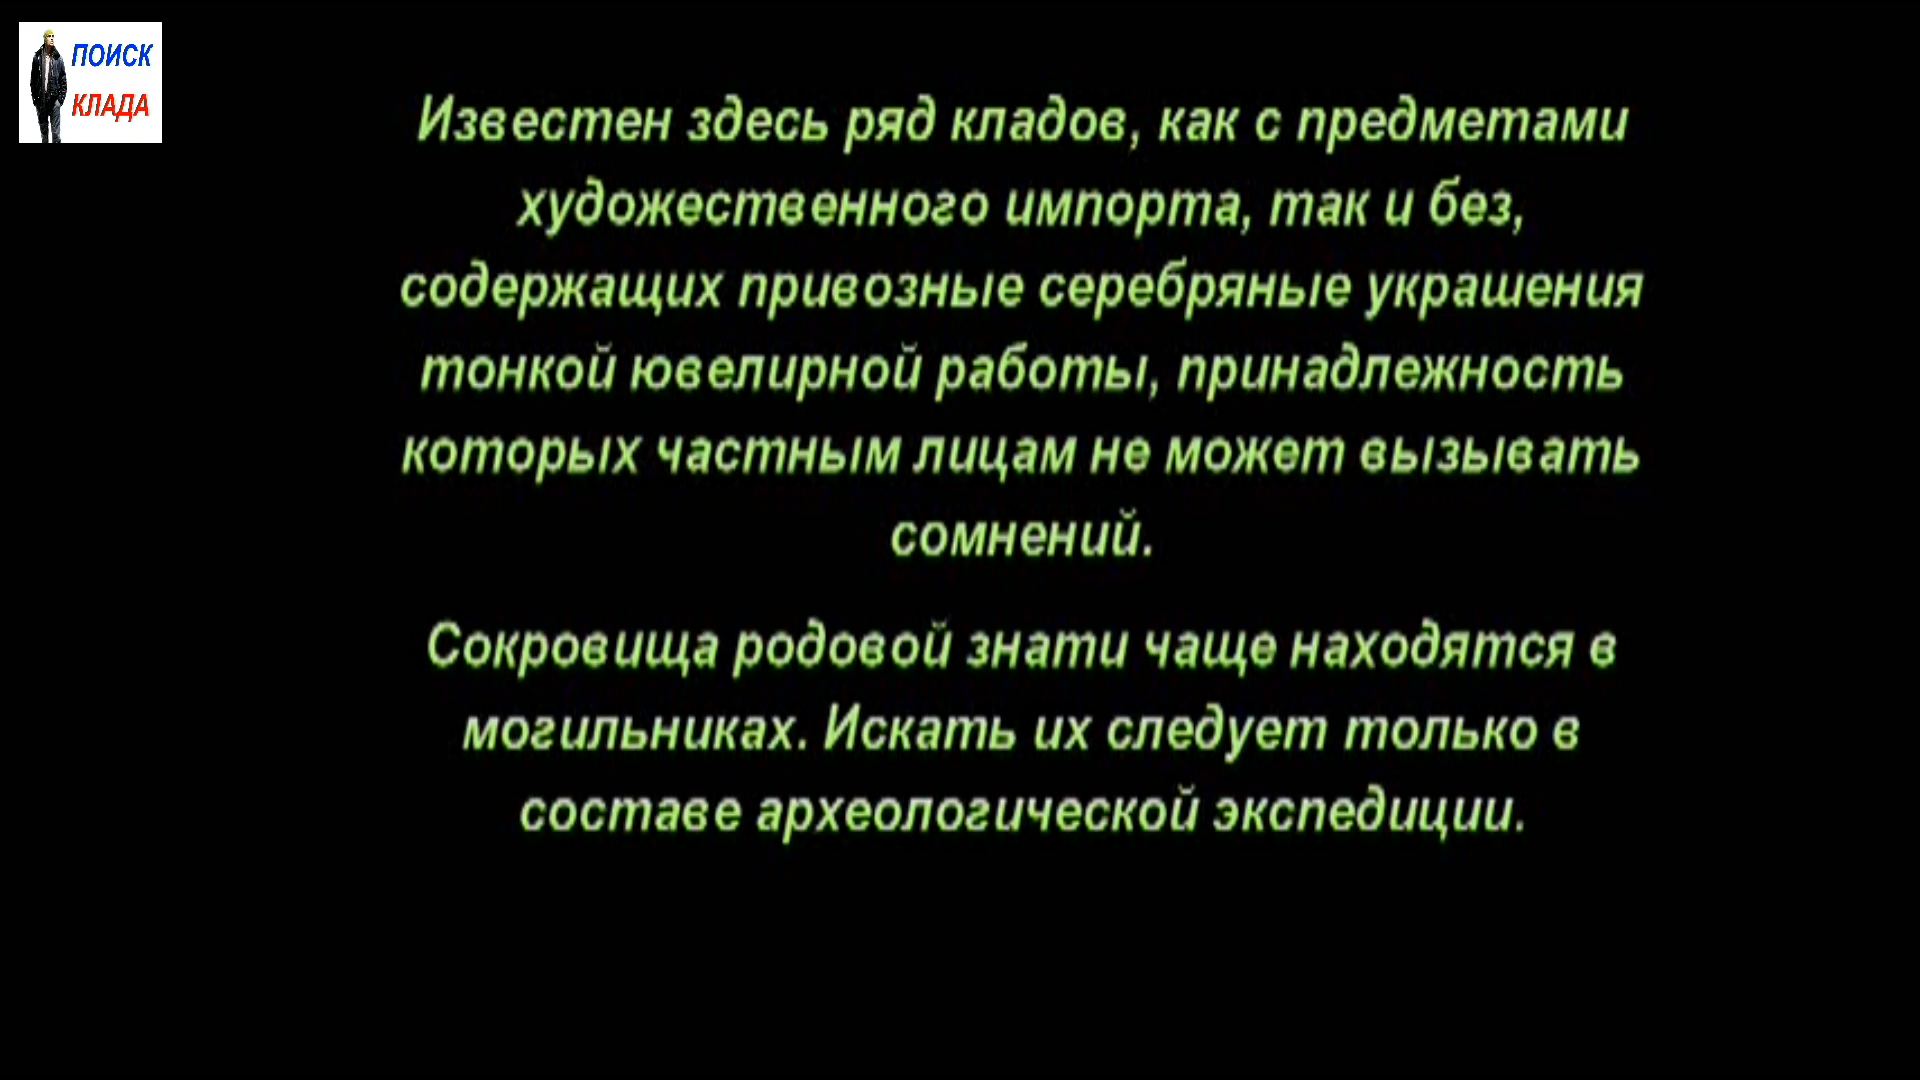 ПОИСК
КЛАДА
Известен здесь ряд кладов, как с предметами
художественного импорта, так и без,
содержащих привозные серебряные украшения
тонкой ювелирной работы, принадлежность
которых частным лицам не может вызывать
сомнений.
Сокровища родовой знати чаще находятся в
могильниках. Искать их следует только в
составе археологической экспедиции.